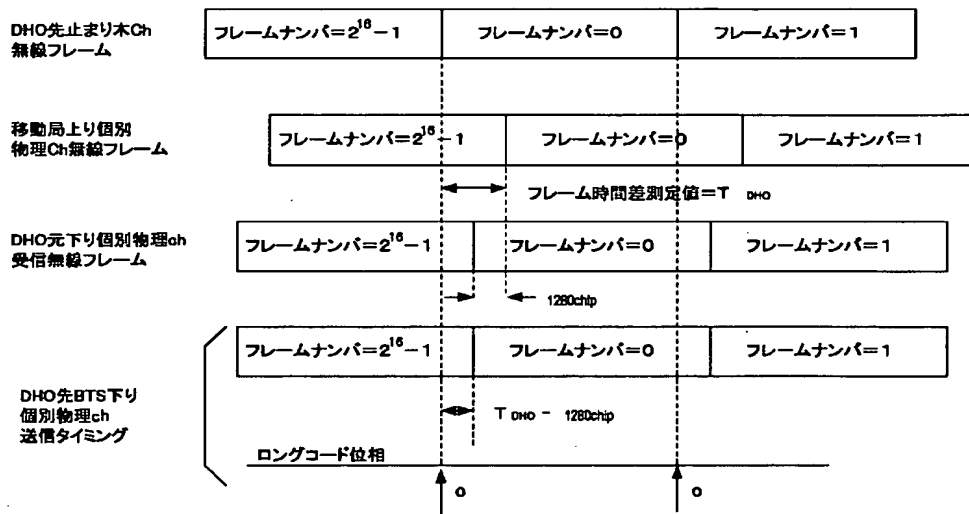 DHO先止まり木Ch
無線フレーム
フレームナンバ=2^16-1
フレームナンバ=0
フレームナンバ=1
移動局上り個別
物理Ch無線フレーム
フレームナンバ=2^16-1
フレームナンバ=0
フレームナンバ=1
フレーム時間差測定値=T DHO
DHO元下り個別物理ch
受信無線フレーム
フレームナンバ=2^16-1
フレームナンバ=0
フレームナンバ=1
1280chip
フレームナンバ=2^16-1
フレームナンバ=0
フレームナンバ=1
DHO先BTS下り
個別物理ch
送信タイミング
T DHO - 1280chip
ロングコード位相
0
0